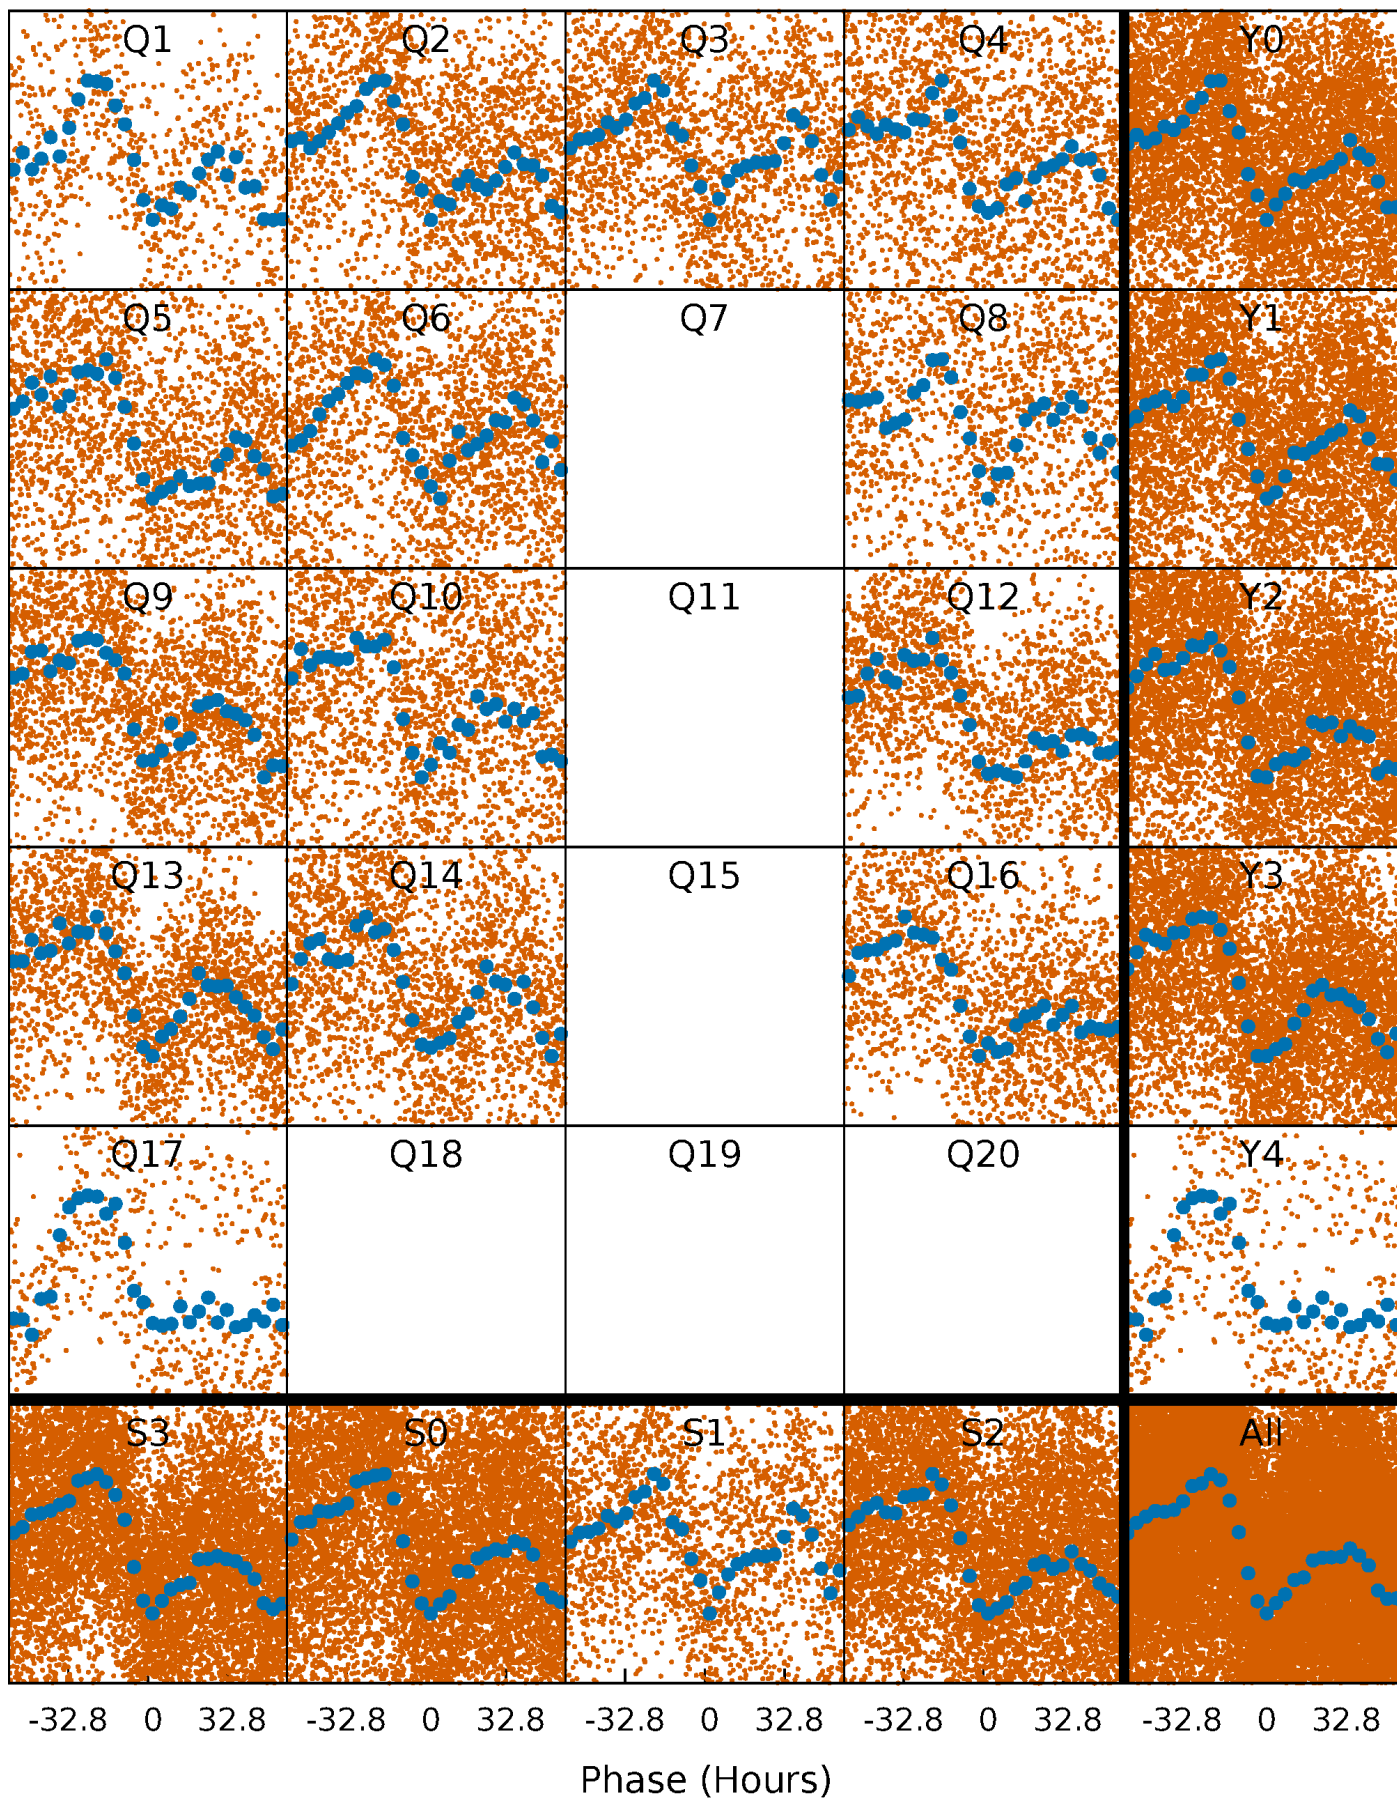 Q1 Q2 Q3 Q4 Y0
Q5 Q6 Q7 Q8 Y1
Q9 Q10 Q11 Q12 Y2
Q13 Q14 Q15 Q16 Y3
Q17 Q18 Q19 Q20 Y4
S3 S0 S1 S2 All
-32.8 0 32.8 -32.8 0 32.8 -32.8 0 32.8 -32.8 0 32.8 -32.8 0 32.8
Phase (Hours)